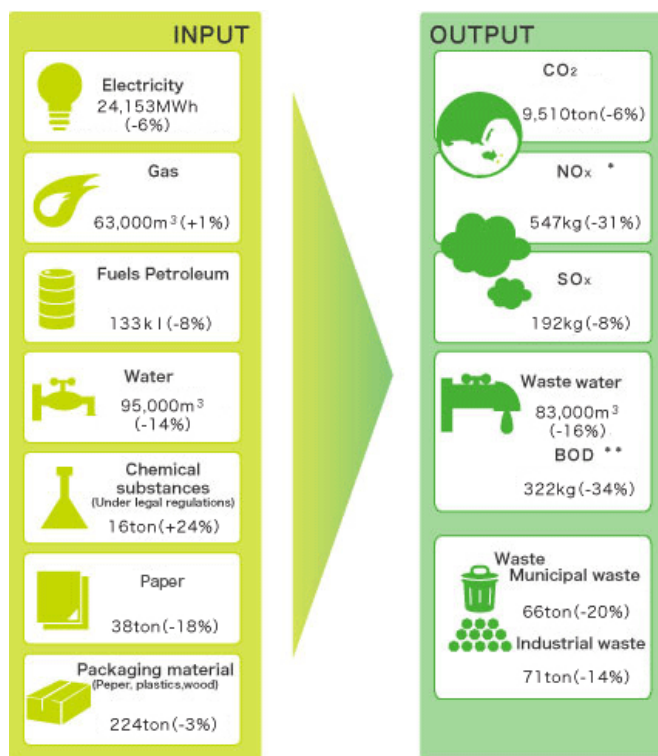 INPUT
Electricity
24,153MWh
(-6%)
Gas
63,000m³(+1%)
Fuels Petroleum
133kl(-8%)
Water
95,000m³
(-14%)
Chemical
substances
(Under legal regulations)
16ton(+24%)
Paper
38ton(-18%)
Packaging material
(Peper, plastics,wood)
224ton(-3%)
OUTPUT
CO₂
9,510ton(-6%)
NOx *
547kg(-31%)
SOx
192kg(-8%)
Waste water
83,000m³
(-16%)
BOD **
322kg(-34%)
Waste
Municipal waste
66ton(-20%)
Industrial waste
71ton(-14%)